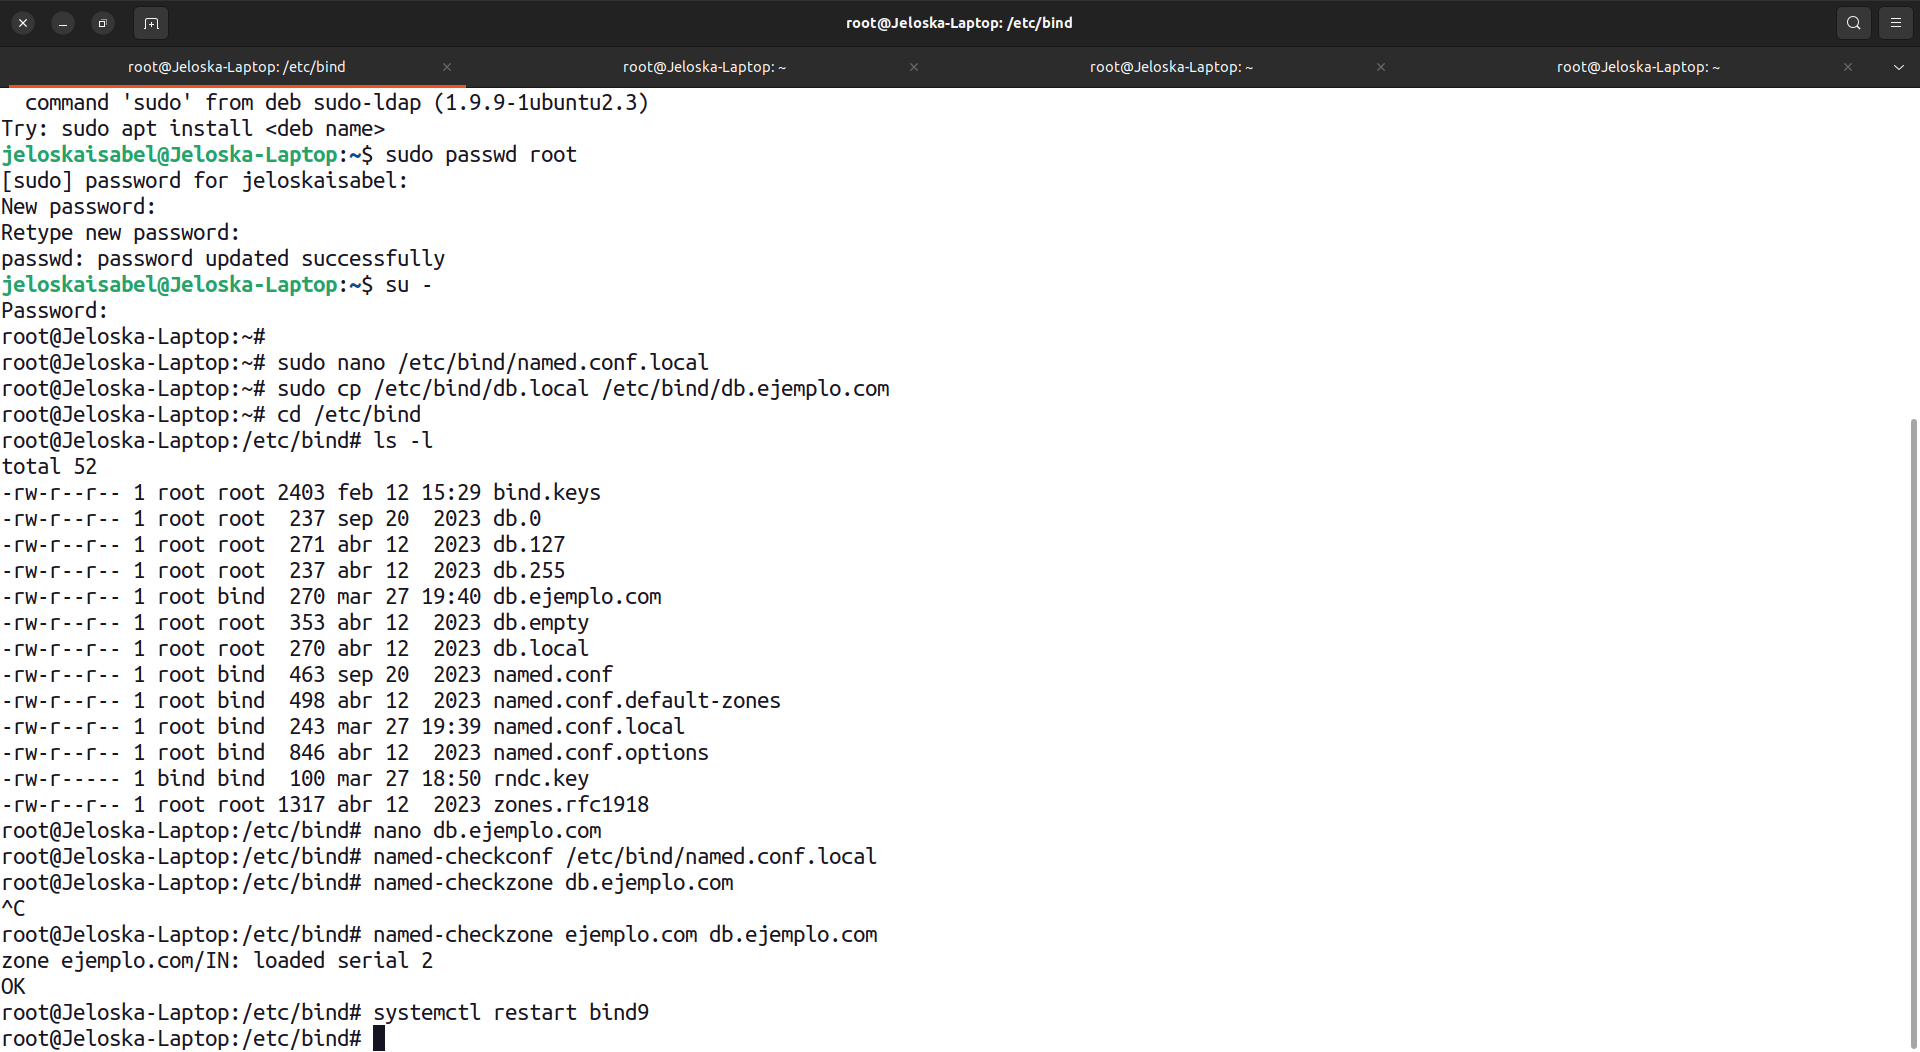 root@Jeloska-Laptop: /etc/bind
root@Jeloska-Laptop: /etc/bind
root@Jeloska-Laptop: ~
root@Jeloska-Laptop: ~
root@Jeloska-Laptop: ~
  command 'sudo' from deb sudo-ldap (1.9.9-1ubuntu2.3)
Try: sudo apt install <deb name>
jeloskaisabel@Jeloska-Laptop:~$ sudo passwd root
[sudo] password for jeloskaisabel:
New password:
Retype new password:
passwd: password updated successfully
jeloskaisabel@Jeloska-Laptop:~$ su -
Password:
root@Jeloska-Laptop:~#
root@Jeloska-Laptop:~# sudo nano /etc/bind/named.conf.local
root@Jeloska-Laptop:~# sudo cp /etc/bind/db.local /etc/bind/db.ejemplo.com
root@Jeloska-Laptop:~# cd /etc/bind
root@Jeloska-Laptop:/etc/bind# ls -l
total 52
-rw-r--r-- 1 root root 2403 feb 12 15:29 bind.keys
-rw-r--r-- 1 root root  237 sep 20  2023 db.0
-rw-r--r-- 1 root root  271 abr 12  2023 db.127
-rw-r--r-- 1 root root  237 abr 12  2023 db.255
-rw-r--r-- 1 root bind  270 mar 27 19:40 db.ejemplo.com
-rw-r--r-- 1 root root  353 abr 12  2023 db.empty
-rw-r--r-- 1 root root  270 abr 12  2023 db.local
-rw-r--r-- 1 root bind  463 sep 20  2023 named.conf
-rw-r--r-- 1 root bind  498 abr 12  2023 named.conf.default-zones
-rw-r--r-- 1 root bind  243 mar 27 19:39 named.conf.local
-rw-r--r-- 1 root bind  846 abr 12  2023 named.conf.options
-rw-r----- 1 bind bind  100 mar 27 18:50 rndc.key
-rw-r--r-- 1 root root 1317 abr 12  2023 zones.rfc1918
root@Jeloska-Laptop:/etc/bind# nano db.ejemplo.com
root@Jeloska-Laptop:/etc/bind# named-checkconf /etc/bind/named.conf.local
root@Jeloska-Laptop:/etc/bind# named-checkzone db.ejemplo.com
^C
root@Jeloska-Laptop:/etc/bind# named-checkzone ejemplo.com db.ejemplo.com
zone ejemplo.com/IN: loaded serial 2
OK
root@Jeloska-Laptop:/etc/bind# systemctl restart bind9
root@Jeloska-Laptop:/etc/bind#